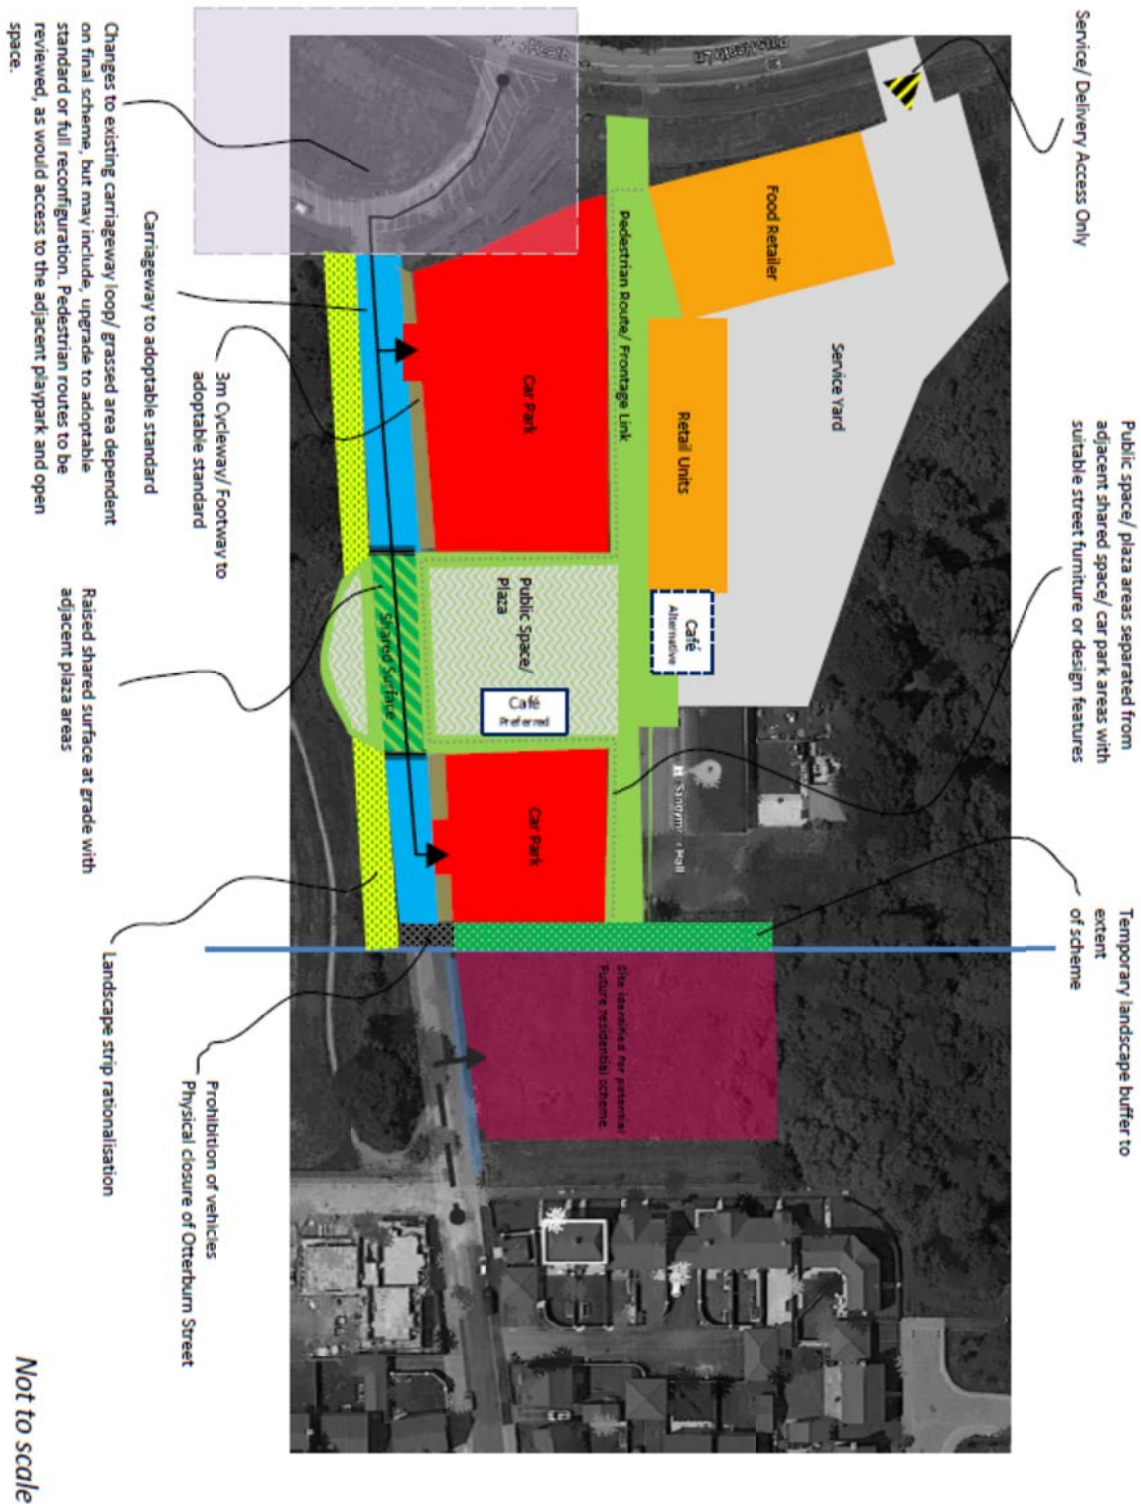 Service/ Delivery Access Only
Public space/ plaza areas separated from
adjacent shared space/ car park areas with
suitable street furniture or design features
Temporary landscape buffer to
extent
of scheme
Service Yard
Food Retailer
Retail Units
Café
Alternative
Pedestrian Route/ Frontage Link
Car Park
Public Space/
Plaza
Café
Preferred
Car Park
Site identified for potential
Future residential scheme.
Shared Surface
Changes to existing carriageway loop/ grassed area dependent
on final scheme, but may include, upgrade to adoptable
standard or full reconfiguration. Pedestrian routes to be
reviewed, as would access to the adjacent playpark and open
space.
Carriageway to adoptable standard
3m Cycleway/ Footway to
adoptable standard
Raised shared surface at grade with
adjacent plaza areas
Landscape strip rationalisation
Prohibition of vehicles
Physical closure of Otterburn Street
Not to scale